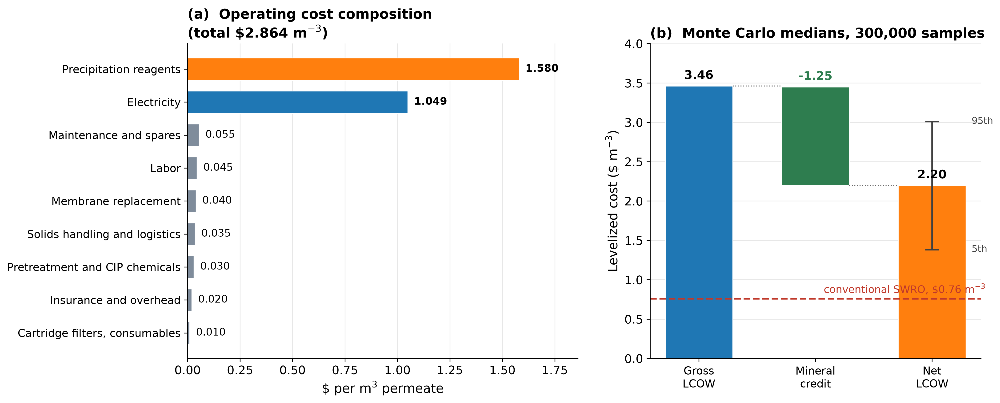 (a)  Operating cost composition
(total $2.864 m⁻³)
Precipitation reagents
1.580
Electricity
1.049
Maintenance and spares
0.055
Labor
0.045
Membrane replacement
0.040
Solids handling and logistics
0.035
Pretreatment and CIP chemicals
0.030
Insurance and overhead
0.020
Cartridge filters, consumables
0.010
0.00 0.25 0.50 0.75 1.00 1.25 1.50 1.75
$ per m³ permeate
(b)  Monte Carlo medians, 300,000 samples
Levelized cost ($ m⁻³)
4.0
3.5
3.0
2.5
2.0
1.5
1.0
0.5
0.0
3.46
-1.25
2.20
95th
5th
conventional SWRO, $0.76 m⁻³
Gross
LCOW
Mineral
credit
Net
LCOW